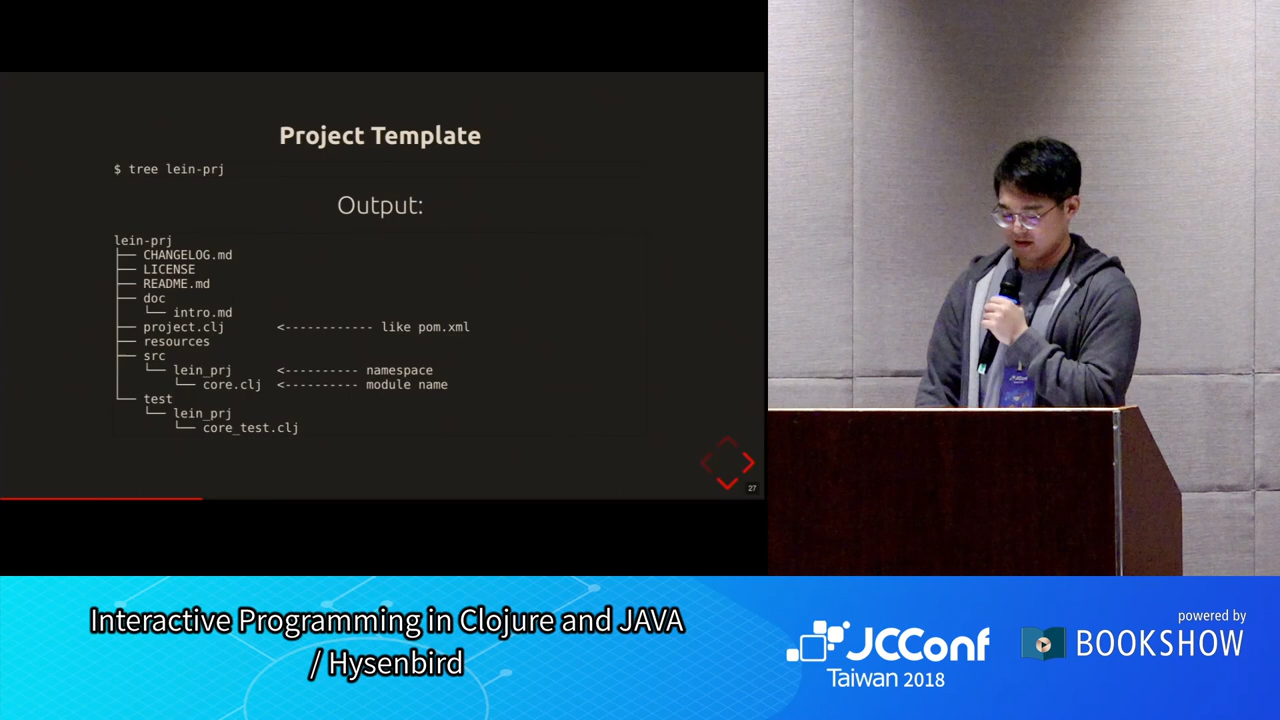 Project Template
$ tree lein-prj
Output:
lein-prj
├── CHANGELOG.md
├── LICENSE
├── README.md
├── doc
│   └── intro.md
├── project.clj       <------------ like pom.xml
├── resources
├── src
│   └── lein_prj      <---------- namespace
│       └── core.clj  <---------- module name
└── test
    └── lein_prj
        └── core_test.clj
27
Interactive Programming in Clojure and JAVA
/ Hysenbird
JCConf
Taiwan 2018
powered by
BOOKSHOW